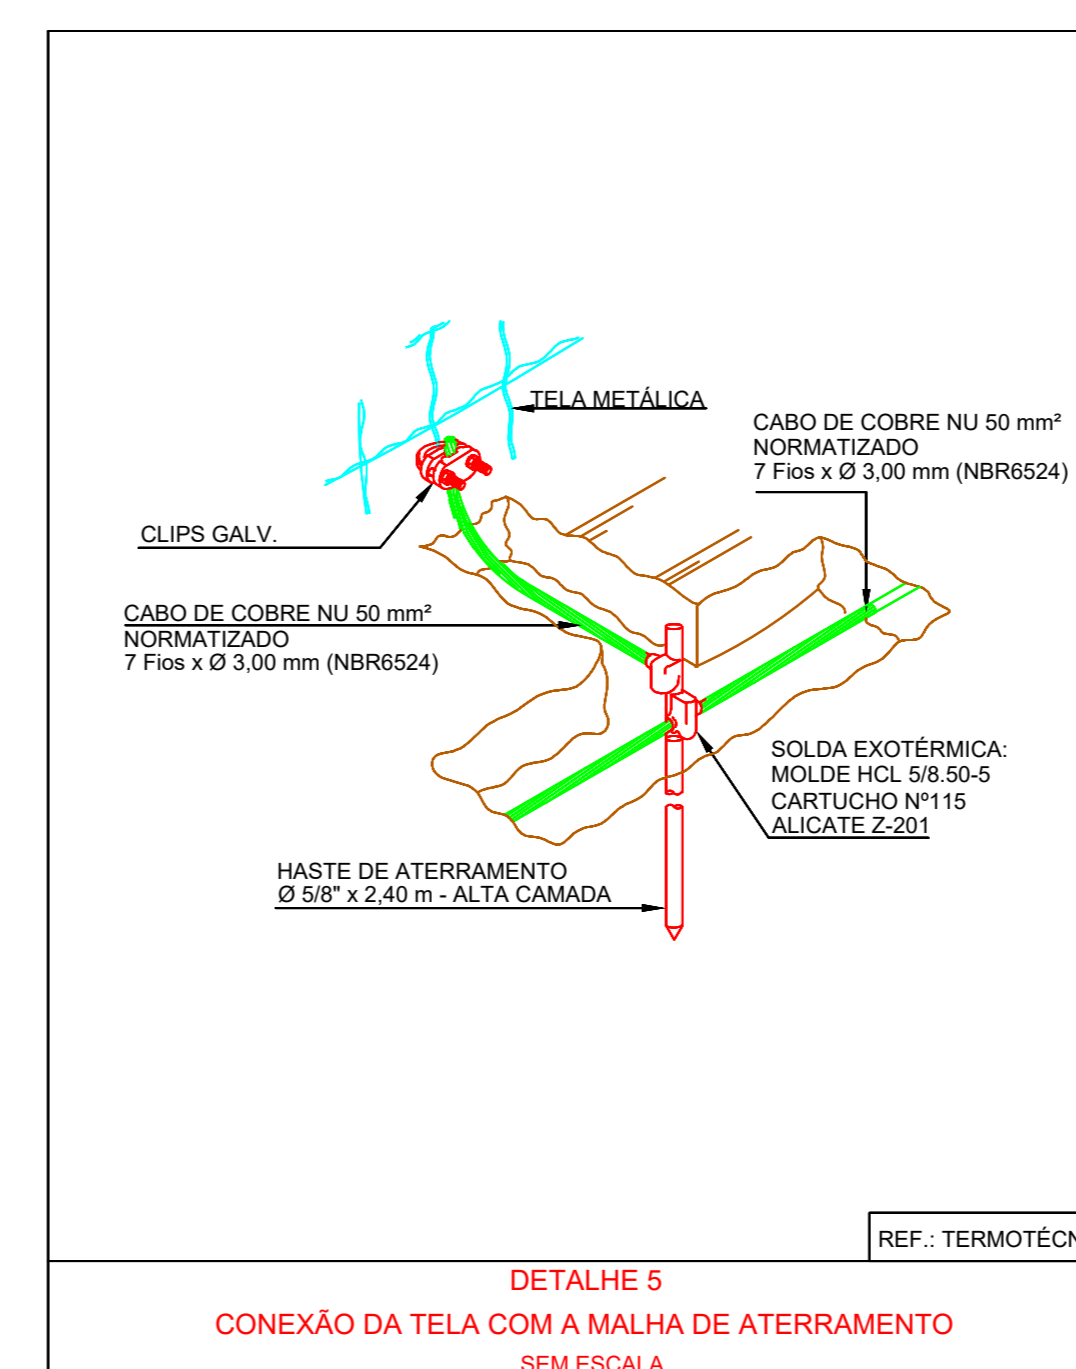 TELA METÁLICA
CABO DE COBRE NU 50 mm²
NORMATIZADO
7 Fios x Ø 3,00 mm (NBR6524)
CLIPS GALV.
CABO DE COBRE NU 50 mm²
NORMATIZADO
7 Fios x Ø 3,00 mm (NBR6524)
SOLDA EXOTÉRMICA:
MOLDE HCL 5/8.50-5
CARTUCHO Nº115
ALICATE Z-201
HASTE DE ATERRAMENTO
Ø 5/8" x 2,40 m - ALTA CAMADA
REF.: TERMOTÉCN
DETALHE 5
CONEXÃO DA TELA COM A MALHA DE ATERRAMENTO
SEM ESCALA